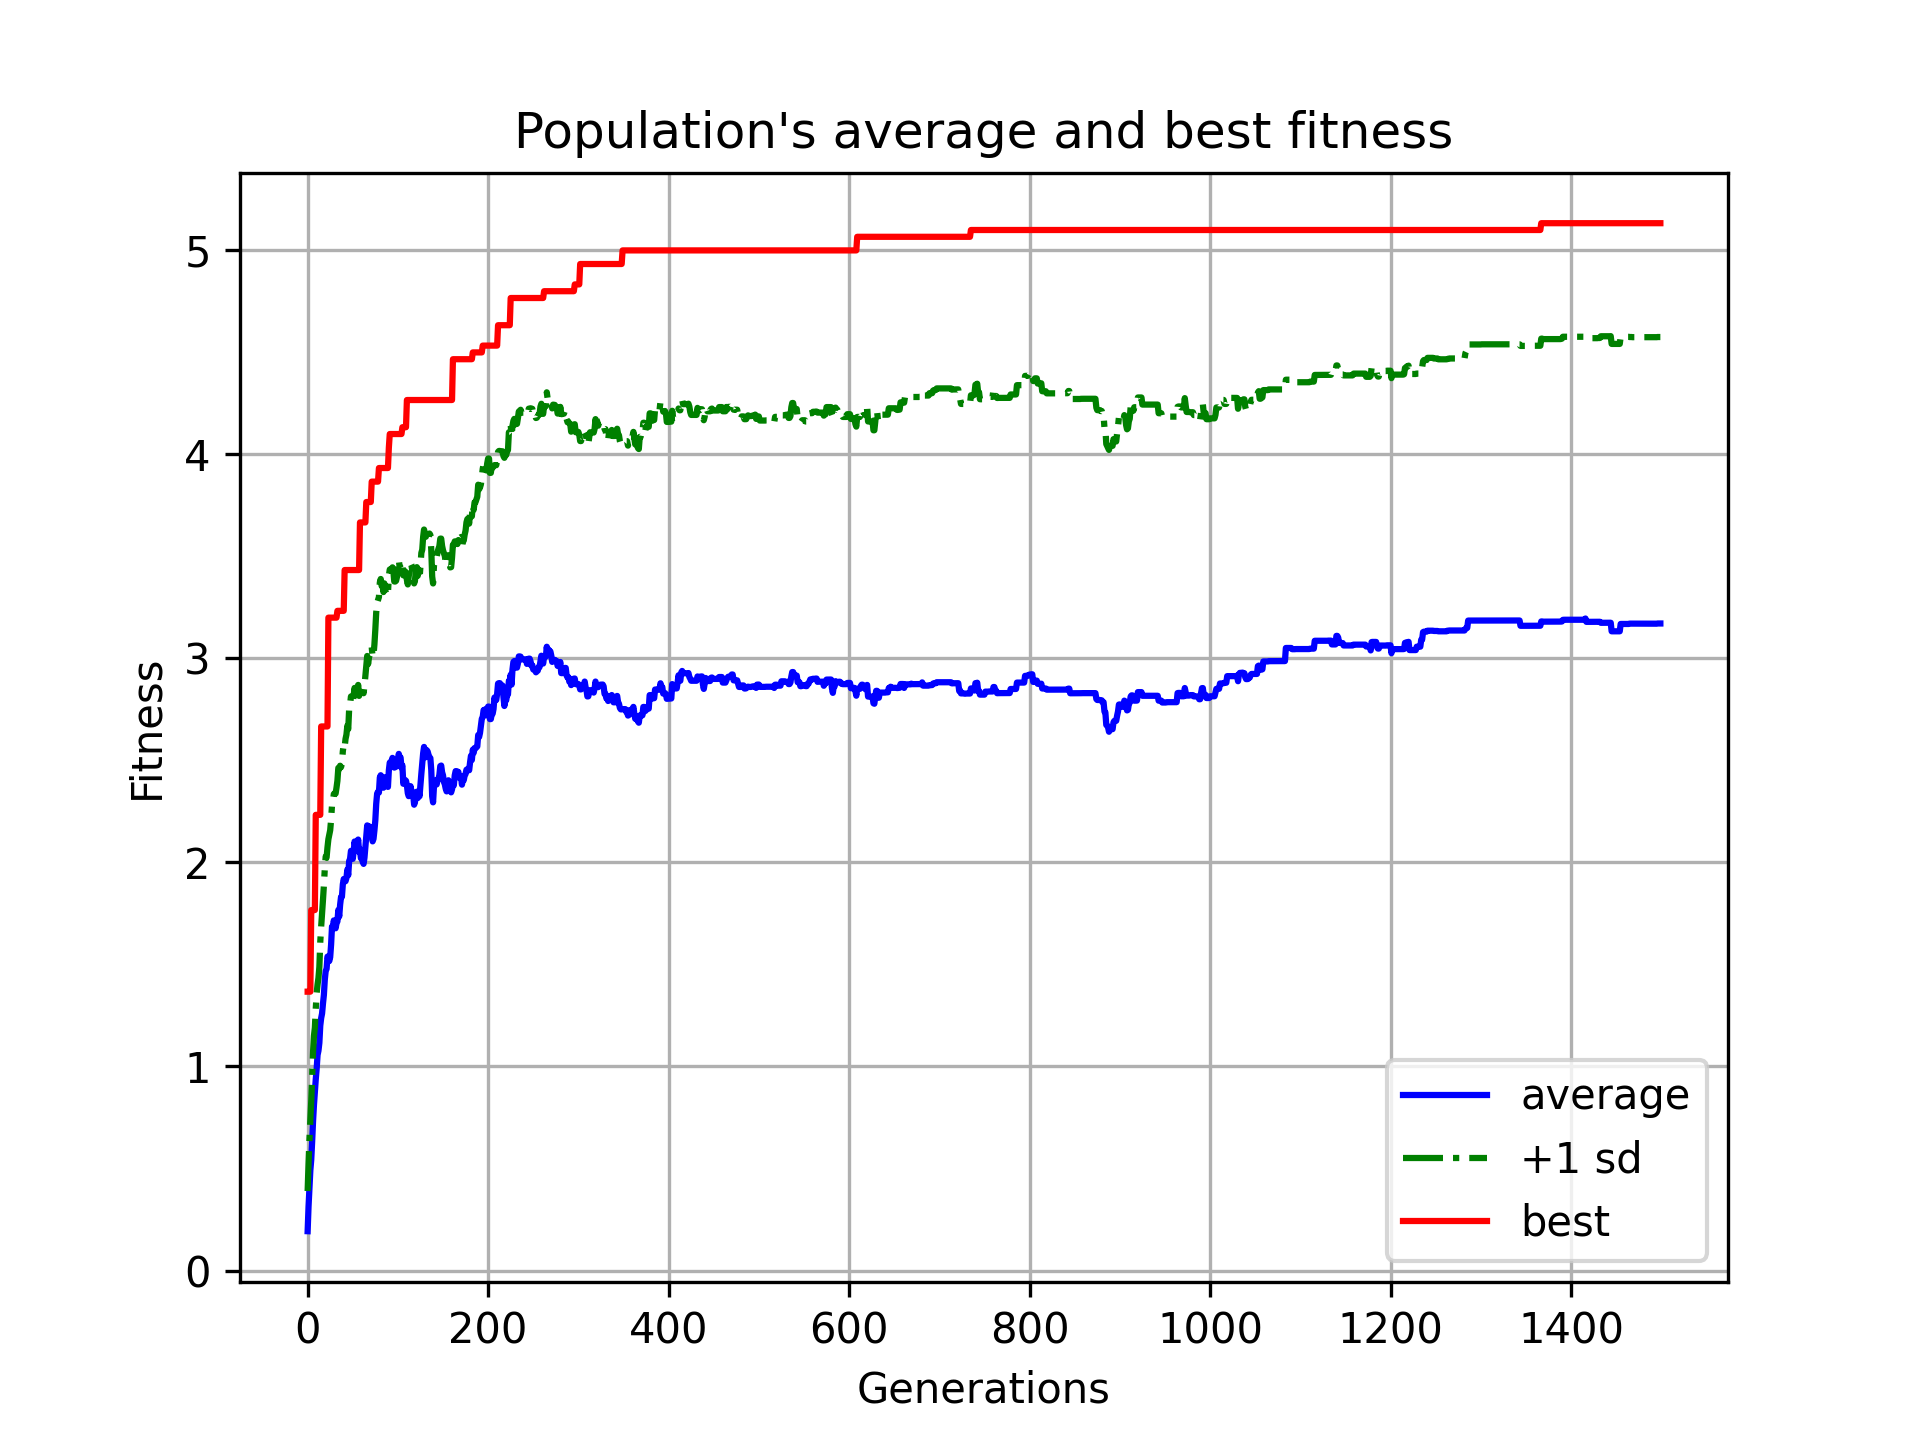 Population's average and best fitness
Fitness
5
4
3
2
1
0
0 200 400 600 800 1000 1200 1400
Generations
average
+1 sd
best